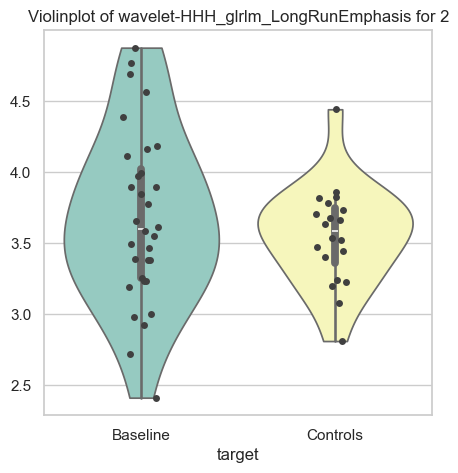 Violinplot of wavelet-HHH_glrlm_LongRunEmphasis for 2
4.5
4.0
3.5
3.0
2.5
Baseline Controls
target